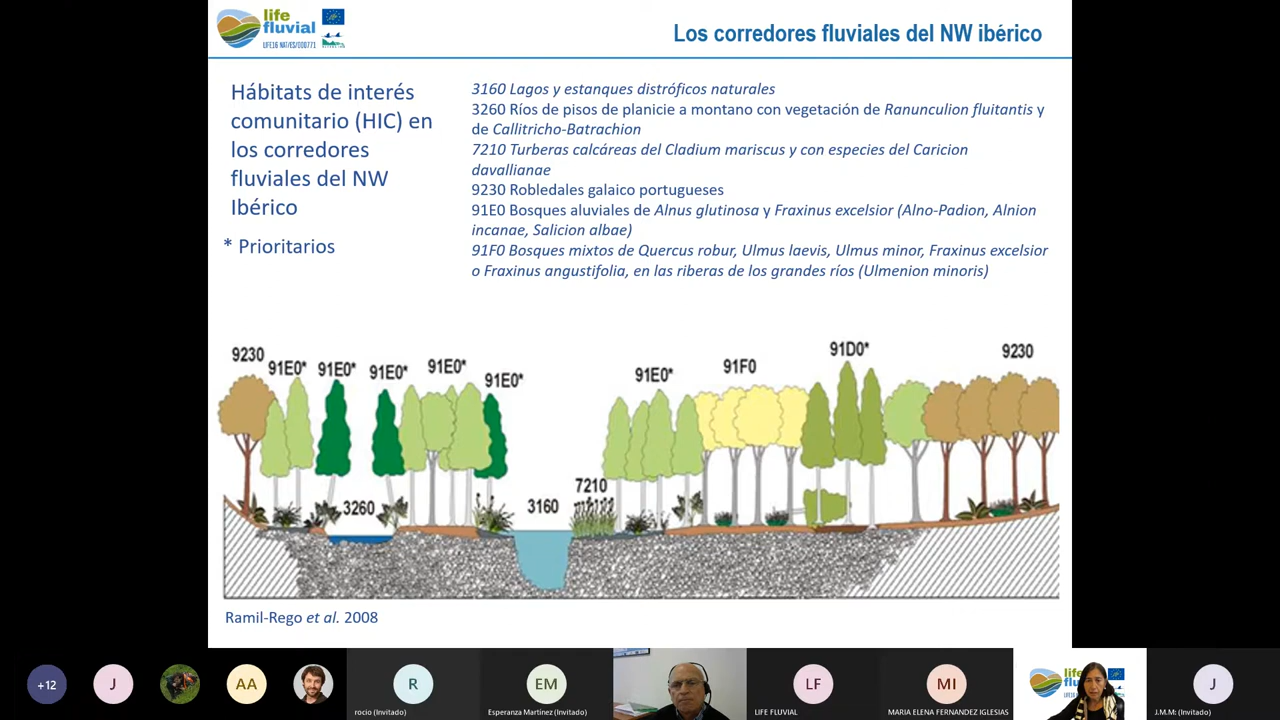 life
fluvial
LIFE16 NAT/ES/000771
Los corredores fluviales del NW ibérico
Hábitats de interés
comunitario (HIC) en
los corredores
fluviales del NW
Ibérico
* Prioritarios
3160 Lagos y estanques distróficos naturales
3260 Ríos de pisos de planicie a montano con vegetación de Ranunculion fluitantis y
de Callitricho-Batrachion
7210 Turberas calcáreas del Cladium mariscus y con especies del Caricion
davallianae
9230 Robledales galaico portugueses
91E0 Bosques aluviales de Alnus glutinosa y Fraxinus excelsior (Alno-Padion, Alnion
incanae, Salicion albae)
91F0 Bosques mixtos de Quercus robur, Ulmus laevis, Ulmus minor, Fraxinus excelsior
o Fraxinus angustifolia, en las riberas de los grandes ríos (Ulmenion minoris)
9230
91E0*
91E0*
91E0*
91E0*
91E0*
91E0*
91F0
91D0*
9230
3260
3160
7210
Ramil-Rego et al. 2008
+12
J
AA
R
rocio (Invitado)
EM
Esperanza Martínez (Invitado)
LF
LIFE FLUVIAL
MI
MARIA ELENA FERNANDEZ IGLESIAS
life
fluvial
J
J.M.M: (Invitado)